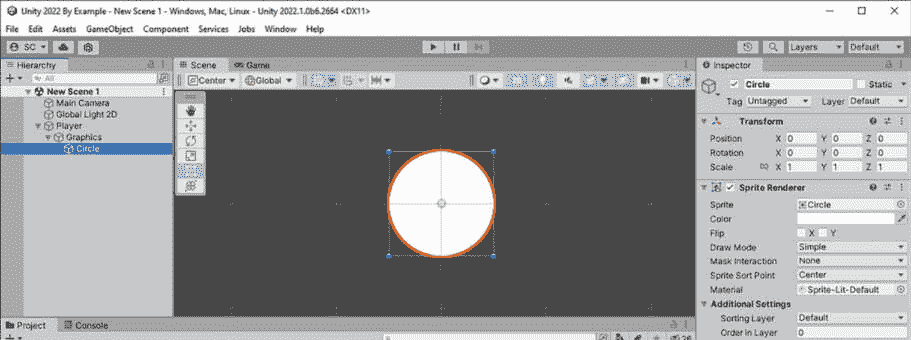 Unity 2022 By Example - New Scene 1 - Windows, Mac, Linux - Unity 2022.1.0b6.2664 <DX11>
File Edit Assets GameObject Component Services Jobs Window Help
SC Layers Default
Hierarchy Scene Game Inspector
All Center Global Circle Static
New Scene 1 Tag Untagged Layer Default
Main Camera
Global Light 2D Transform
Player Position X 0 Y 0 Z 0
Graphics Rotation X 0 Y 0 Z 0
Circle Scale X 1 Y 1 Z 1
Sprite Renderer
Sprite Circle
Color
Flip X Y
Draw Mode Simple
Mask Interaction None
Sprite Sort Point Center
Material Sprite-Lit-Default
Additional Settings
Sorting Layer Default
Project Console
Order in Layer 0